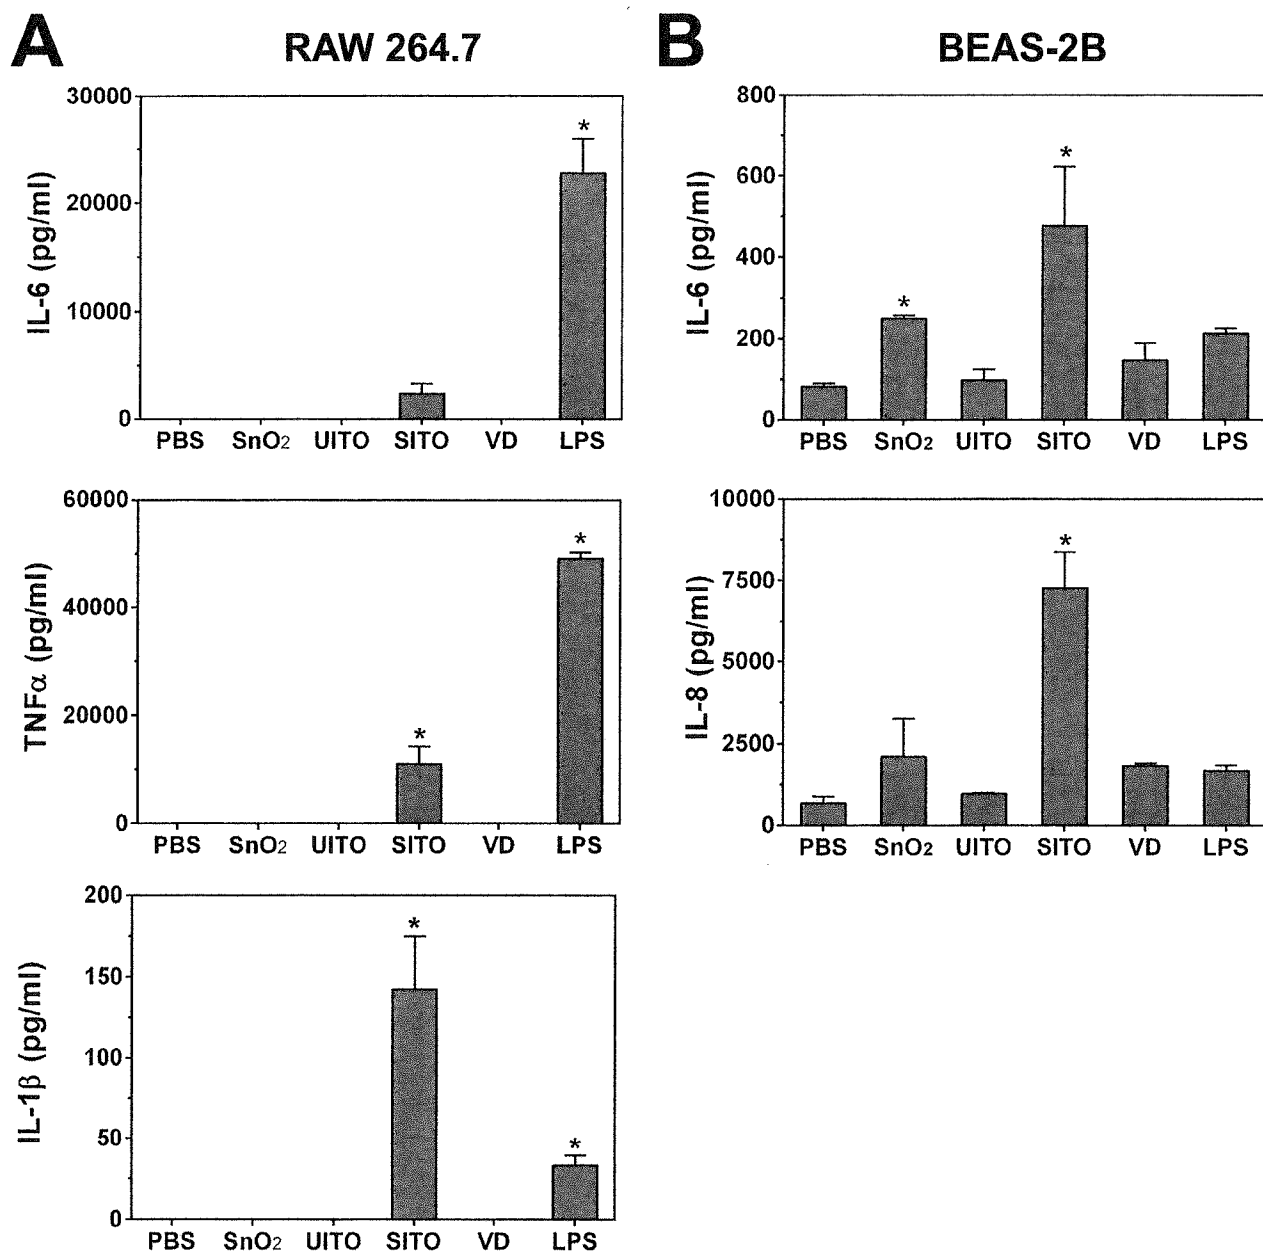 A RAW 264.7
30000
20000
10000
0
IL-6 (pg/ml)
*
PBS SnO2 UITO SITO VD LPS
60000
40000
20000
0
TNFα (pg/ml)
* *
PBS SnO2 UITO SITO VD LPS
200
150
100
50
0
IL-1β (pg/ml)
* *
PBS SnO2 UITO SITO VD LPS
B BEAS-2B
800
600
400
200
0
IL-6 (pg/ml)
* *
PBS SnO2 UITO SITO VD LPS
10000
7500
5000
2500
0
IL-8 (pg/ml)
*
PBS SnO2 UITO SITO VD LPS